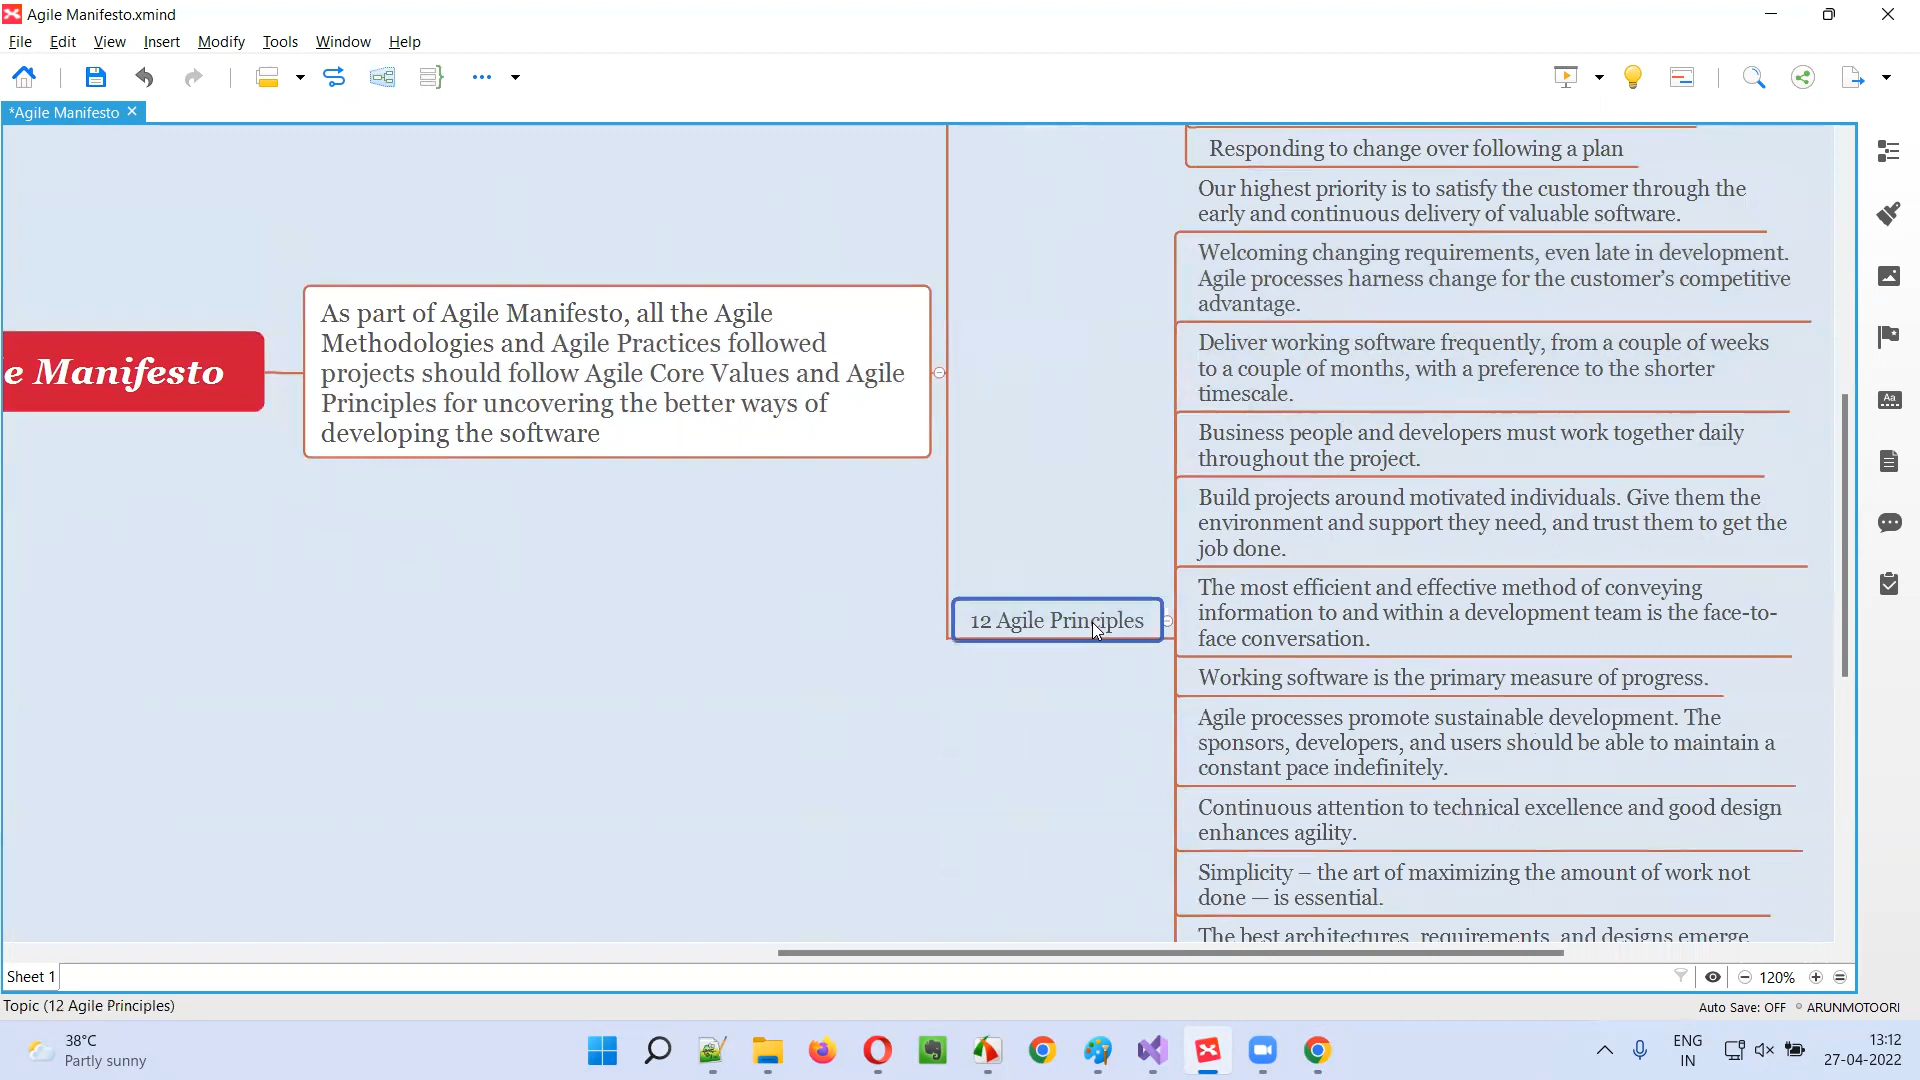 Agile Manifesto.xmind
File Edit View Insert Modify Tools Window Help
*Agile Manifesto
Responding to change over following a plan
Our highest priority is to satisfy the customer through the
early and continuous delivery of valuable software.
Welcoming changing requirements, even late in development.
Agile processes harness change for the customer's competitive
advantage.
As part of Agile Manifesto, all the Agile
Methodologies and Agile Practices followed
projects should follow Agile Core Values and Agile
Principles for uncovering the better ways of
developing the software
e Manifesto
Deliver working software frequently, from a couple of weeks
to a couple of months, with a preference to the shorter
timescale.
Business people and developers must work together daily
throughout the project.
Build projects around motivated individuals. Give them the
environment and support they need, and trust them to get the
job done.
12 Agile Principles
The most efficient and effective method of conveying
information to and within a development team is the face-to-
face conversation.
Working software is the primary measure of progress.
Agile processes promote sustainable development. The
sponsors, developers, and users should be able to maintain a
constant pace indefinitely.
Continuous attention to technical excellence and good design
enhances agility.
Simplicity – the art of maximizing the amount of work not
done — is essential.
The best architectures, requirements, and designs emerge
Aa
Sheet 1
120%
Topic (12 Agile Principles)
Auto Save: OFF ARUNMOTOORI
38°C
Partly sunny
ENG
IN
13:12
27-04-2022